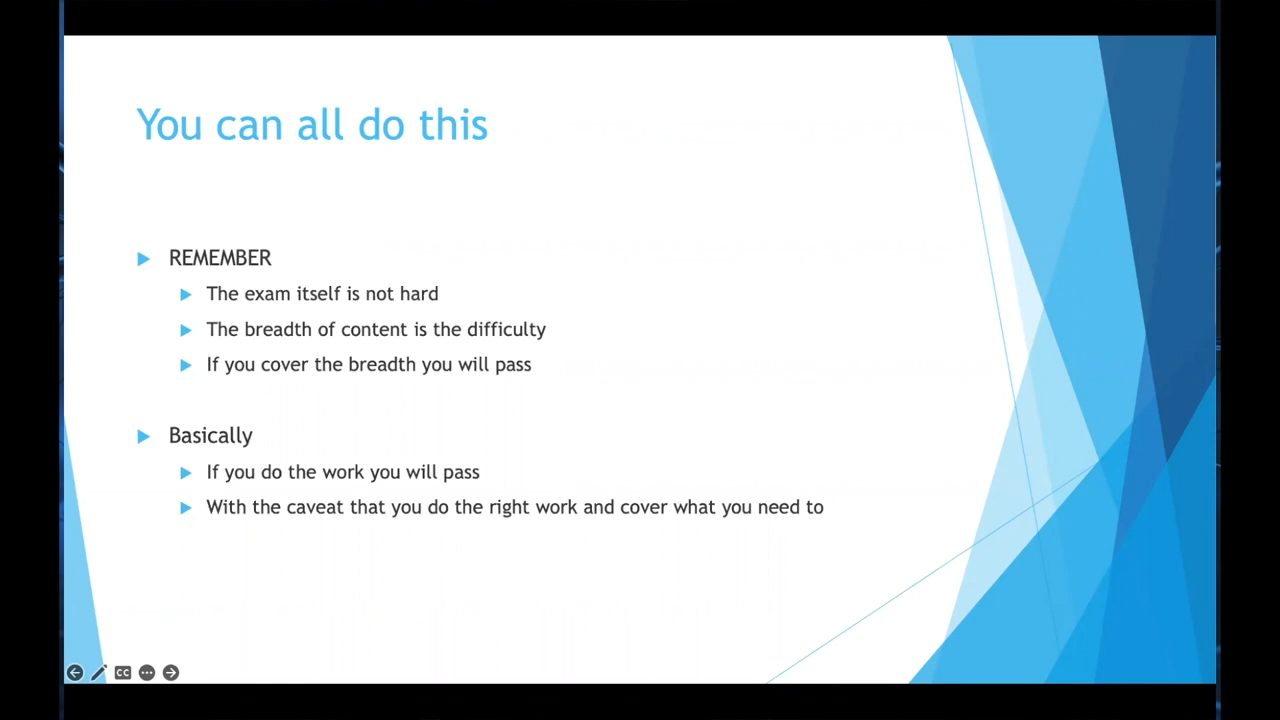 You can all do this
REMEMBER
The exam itself is not hard
The breadth of content is the difficulty
If you cover the breadth you will pass
Basically
If you do the work you will pass
With the caveat that you do the right work and cover what you need to
CC